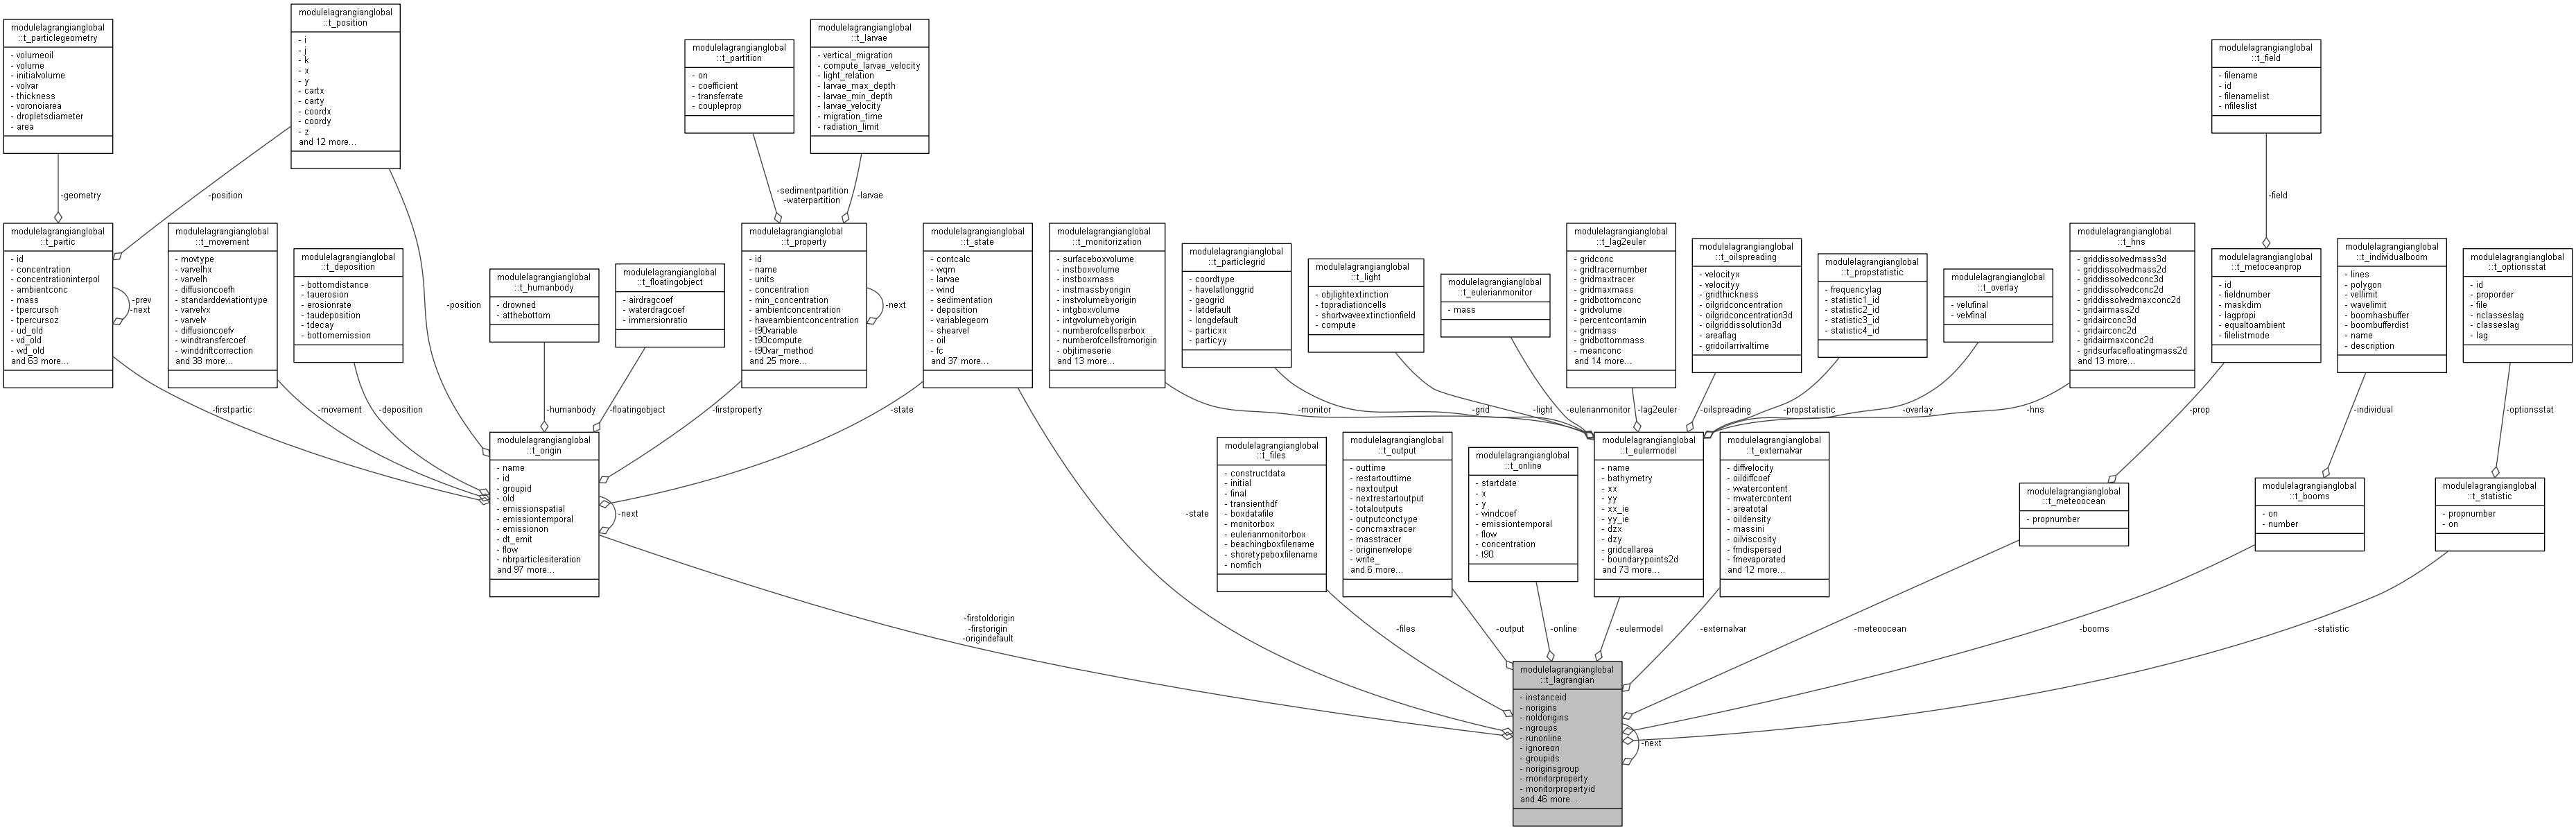 modulelagrangianglobal
::t_particlegeometry
- volumeoil
- volume
- initialvolume
- volvar
- thickness
- voronoiarea
- dropletsdiameter
- area
modulelagrangianglobal
::t_position
- i
- j
- k
- x
- y
- cartx
- carty
- coordx
- coordy
- z
and 12 more...
modulelagrangianglobal
::t_partition
- on
- coefficient
- transferrate
- coupleprop
modulelagrangianglobal
::t_larvae
- vertical_migration
- compute_larvae_velocity
- light_relation
- larvae_max_depth
- larvae_min_depth
- larvae_velocity
- migration_time
- radiation_limit
modulelagrangianglobal
::t_field
- filename
- id
- filenamelist
- nfileslist
-geometry
-position
-sedimentpartition
-waterpartition
-larvae
-field
modulelagrangianglobal
::t_partic
- id
- concentration
- concentrationinterpol
- ambientconc
- mass
- tpercursoh
- tpercursoz
- ud_old
- vd_old
- wd_old
and 63 more...
-prev
-next
modulelagrangianglobal
::t_movement
- movtype
- varvelhx
- varvelh
- diffusioncoefh
- standarddeviationtype
- varvelvx
- varvelv
- diffusioncoefv
- windtransfercoef
- winddriftcorrection
and 38 more...
modulelagrangianglobal
::t_deposition
- bottomdistance
- tauerosion
- erosionrate
- taudeposition
- tdecay
- bottomemission
-position
modulelagrangianglobal
::t_humanbody
- drowned
- atthebottom
modulelagrangianglobal
::t_floatingobject
- airdragcoef
- waterdragcoef
- immersionratio
modulelagrangianglobal
::t_property
- id
- name
- units
- concentration
- min_concentration
- ambientconcentration
- haveambientconcentration
- t90variable
- t90compute
- t90var_method
and 25 more...
-next
modulelagrangianglobal
::t_state
- contcalc
- wqm
- larvae
- wind
- sedimentation
- deposition
- variablegeom
- shearvel
- oil
- fc
and 37 more...
modulelagrangianglobal
::t_monitorization
- surfaceboxvolume
- instboxvolume
- instboxmass
- instmassbyorigin
- instvolumebyorigin
- intgboxvolume
- intgvolumebyorigin
- numberofcellsperbox
- numberofcellsfromorigin
- objtimeserie
and 13 more...
modulelagrangianglobal
::t_particlegrid
- coordtype
- havelatlonggrid
- geogrid
- latdefault
- longdefault
- particxx
- particyy
modulelagrangianglobal
::t_light
- objlightextinction
- topradiationcells
- shortwaveextinctionfield
- compute
modulelagrangianglobal
::t_eulerianmonitor
- mass
modulelagrangianglobal
::t_lag2euler
- gridconc
- gridtracernumber
- gridmaxtracer
- gridmaxmass
- gridbottomconc
- gridvolume
- percentcontamin
- gridmass
- gridbottommass
- meanconc
and 14 more...
modulelagrangianglobal
::t_oilspreading
- velocityx
- velocityy
- gridthickness
- oilgridconcentration
- oilgridconcentration3d
- oilgriddissolution3d
- areaflag
- gridoilarrivaltime
modulelagrangianglobal
::t_propstatistic
- frequencylag
- statistic1_id
- statistic2_id
- statistic3_id
- statistic4_id
modulelagrangianglobal
::t_overlay
- velufinal
- velvfinal
modulelagrangianglobal
::t_hns
- griddissolvedmass3d
- griddissolvedmass2d
- griddissolvedconc3d
- griddissolvedconc2d
- griddissolvedmaxconc2d
- gridairmass2d
- gridairconc3d
- gridairconc2d
- gridairmaxconc2d
- gridsurfacefloatingmass2d
and 13 more...
modulelagrangianglobal
::t_metoceanprop
- id
- fieldnumber
- maskdim
- lagpropi
- equaltoambient
- filelistmode
modulelagrangianglobal
::t_individualboom
- lines
- polygon
- vellimit
- wavelimit
- boomhasbuffer
- boombufferdist
- name
- description
modulelagrangianglobal
::t_optionsstat
- id
- proporder
- file
- nclasseslag
- classeslag
- lag
-firstpartic
-movement
-deposition
-humanbody
-floatingobject
-firstproperty
-state
-monitor
-grid
-light
-eulerianmonitor
-lag2euler
-oilspreading
-propstatistic
-overlay
-hns
-prop
-individual
-optionsstat
modulelagrangianglobal
::t_origin
- name
- id
- groupid
- old
- emissionspatial
- emissiontemporal
- emissionon
- dt_emit
- flow
- nbrparticlesiteration
and 97 more...
-next
-state
modulelagrangianglobal
::t_files
- constructdata
- initial
- final
- transienthdf
- boxdatafile
- monitorbox
- eulerianmonitorbox
- beachingboxfilename
- shoretypeboxfilename
- nomfich
modulelagrangianglobal
::t_output
- outtime
- restartouttime
- nextoutput
- nextrestartoutput
- totaloutputs
- outputconctype
- concmaxtracer
- masstracer
- originenvelope
- write_
and 6 more...
modulelagrangianglobal
::t_online
- startdate
- x
- y
- windcoef
- emissiontemporal
- flow
- concentration
- t90
modulelagrangianglobal
::t_eulermodel
- name
- bathymetry
- xx
- yy
- xx_ie
- yy_ie
- dzx
- dzy
- gridcellarea
- boundarypoints2d
and 73 more...
modulelagrangianglobal
::t_externalvar
- diffvelocity
- oildiffcoef
- vwatercontent
- mwatercontent
- areatotal
- oildensity
- massini
- oilviscosity
- fmdispersed
- fmevaporated
and 12 more...
modulelagrangianglobal
::t_meteoocean
- propnumber
modulelagrangianglobal
::t_booms
- on
- number
modulelagrangianglobal
::t_statistic
- propnumber
- on
-firstoldorigin
-firstorigin
-origindefault
-files
-output
-online
-eulermodel
-externalvar
-meteoocean
-booms
-statistic
modulelagrangianglobal
::t_lagrangian
- instanceid
- norigins
- noldorigins
- ngroups
- runonline
- ignoreon
- groupids
- noriginsgroup
- monitorproperty
- monitorpropertyid
and 46 more...
-next